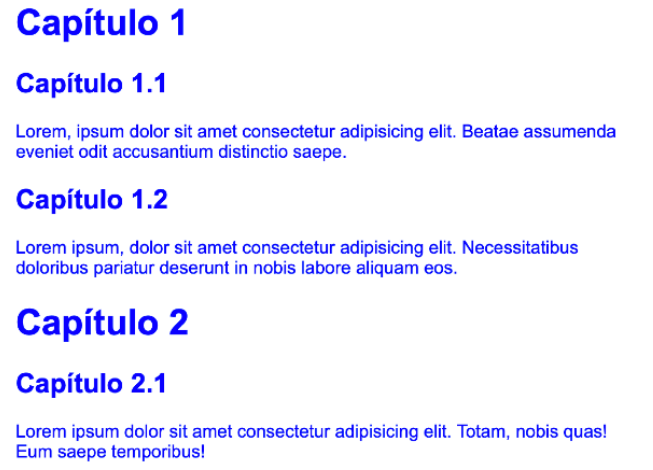 Capítulo 1
Capítulo 1.1
Lorem, ipsum dolor sit amet consectetur adipisicing elit. Beatae assumenda
eveniet odit accusantium distinctio saepe.
Capítulo 1.2
Lorem ipsum, dolor sit amet consectetur adipisicing elit. Necessitatibus
doloribus pariatur deserunt in nobis labore aliquam eos.
Capítulo 2
Capítulo 2.1
Lorem ipsum dolor sit amet consectetur adipisicing elit. Totam, nobis quas!
Eum saepe temporibus!